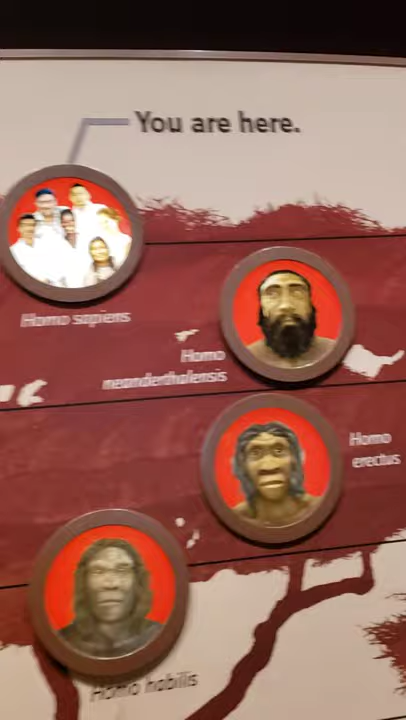 You are here.
Homo sapiens
Homo
neanderthalensis
Homo
erectus
Homo habilis